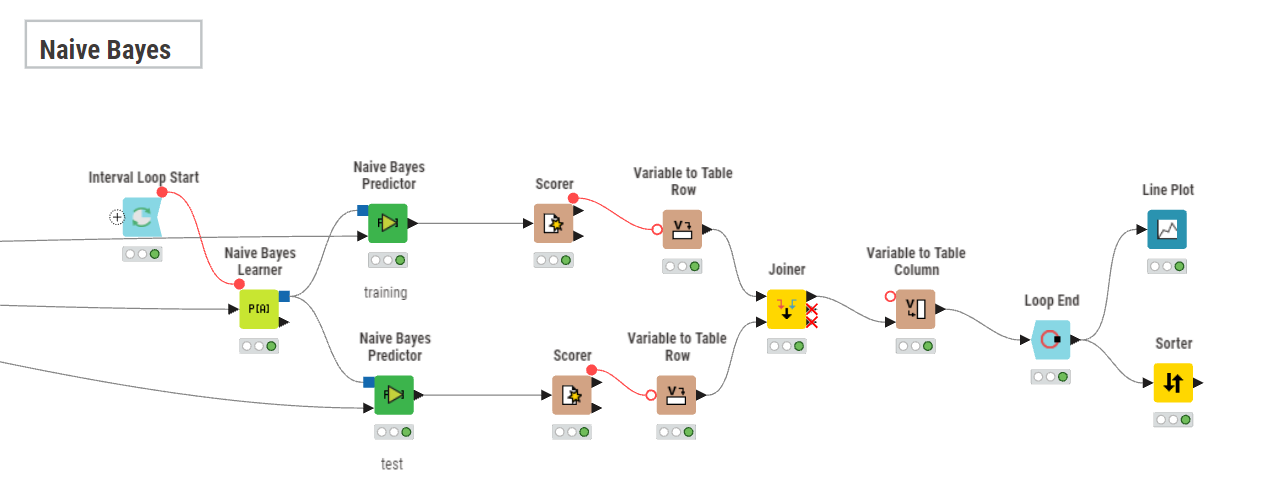 Naive Bayes
Interval Loop Start
Naive Bayes
Learner
P[A]
Naive Bayes
Predictor
training
Naive Bayes
Predictor
test
Scorer
Scorer
Variable to Table
Row
V
Variable to Table
Row
V
Joiner
Variable to Table
Column
V
Loop End
Line Plot
Sorter